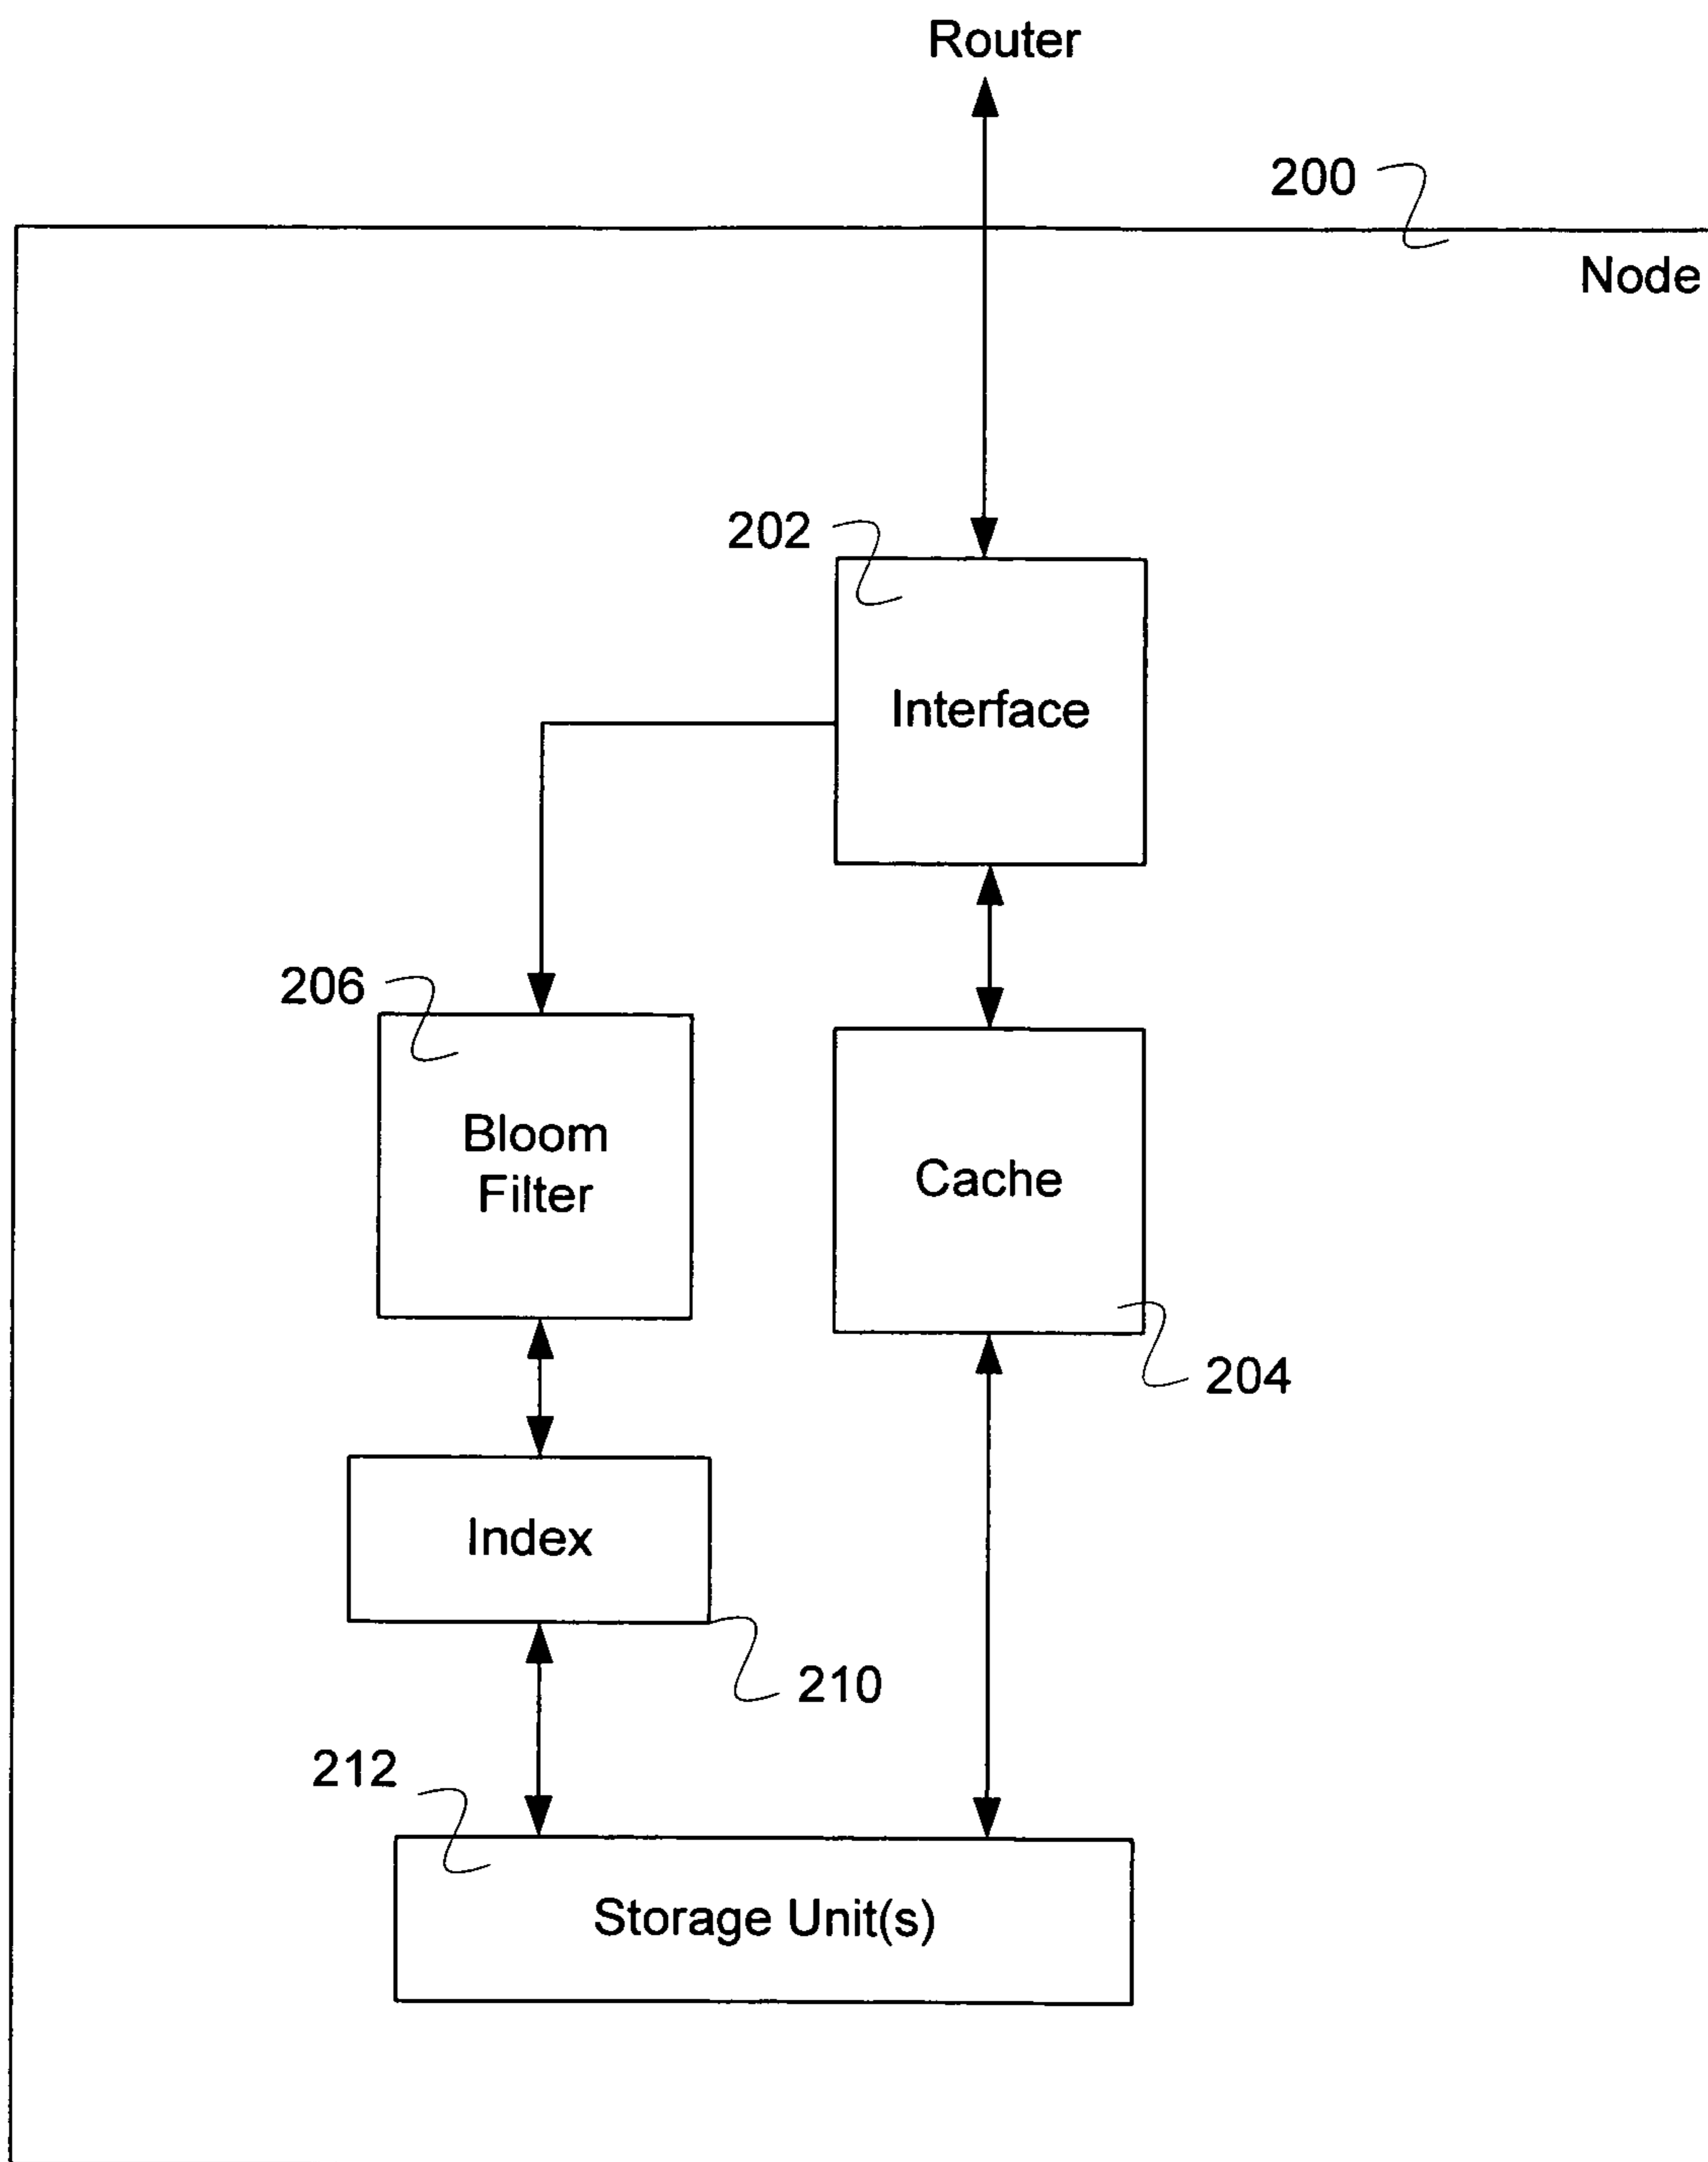 Router
200
Node
202
Interface
206
Bloom
Filter
Cache
204
Index
210
212
Storage Unit(s)